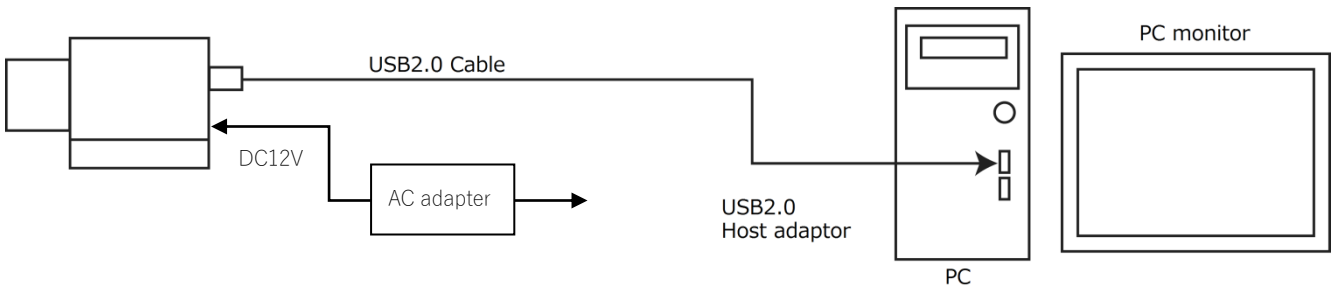 USB2.0 Cable
DC12V
AC adapter
USB2.0
Host adaptor
PC
PC monitor